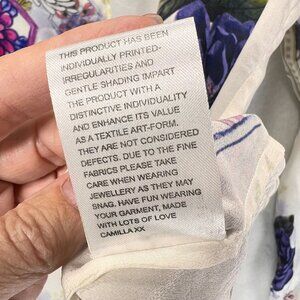 THIS PRODUCT HAS BEEN
INDIVIDUALLY PRINTED-
IRREGULARITIES AND
GENTLE SHADING IMPART
THE PRODUCT WITH A
DISTINCTIVE INDIVIDUALITY
AND ENHANCE ITS VALUE
AS A TEXTILE ART-FORM.
THEY ARE NOT CONSIDERED
DEFECTS. DUE TO THE FINE
FABRICS PLEASE TAKE
CARE WHEN WEARING
JEWELLERY AS THEY MAY
SNAG. HAVE FUN WEARING
YOUR GARMENT, MADE
WITH LOTS OF LOVE
CAMILLA XX